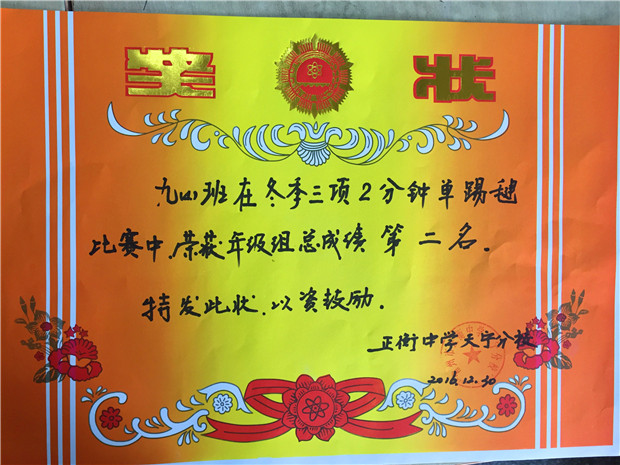 奖状
九四班在冬季三项2分钟单踢毽
比赛中,荣获年级组总成绩第二名。
特发此状,以资鼓励。
正衡中学天宇分校
2016.12.30